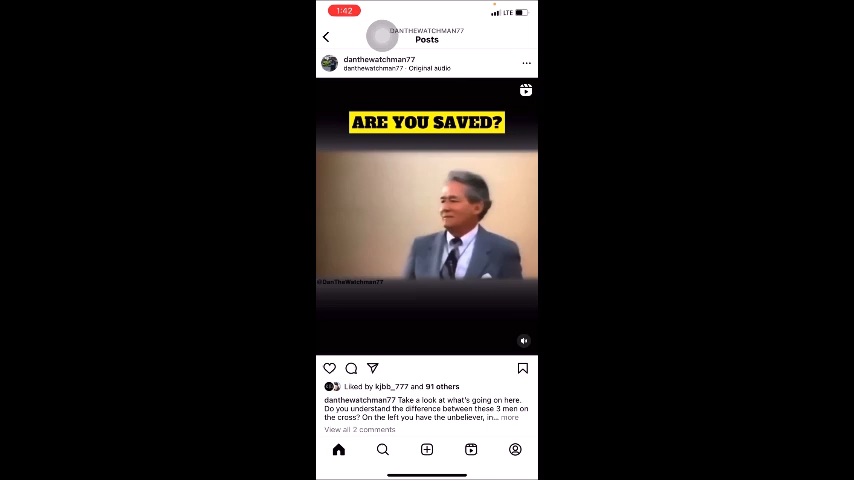 1:42
LTE
DANTHEWATCHMAN77
Posts
danthewatchman77
danthewatchman77 · Original audio
ARE YOU SAVED?
@DanTheWatchman77
Liked by kjbb_777 and 91 others
danthewatchman77 Take a look at what's going on here.
Do you understand the difference between these 3 men on
the cross? On the left you have the unbeliever, in... more
View all 2 comments